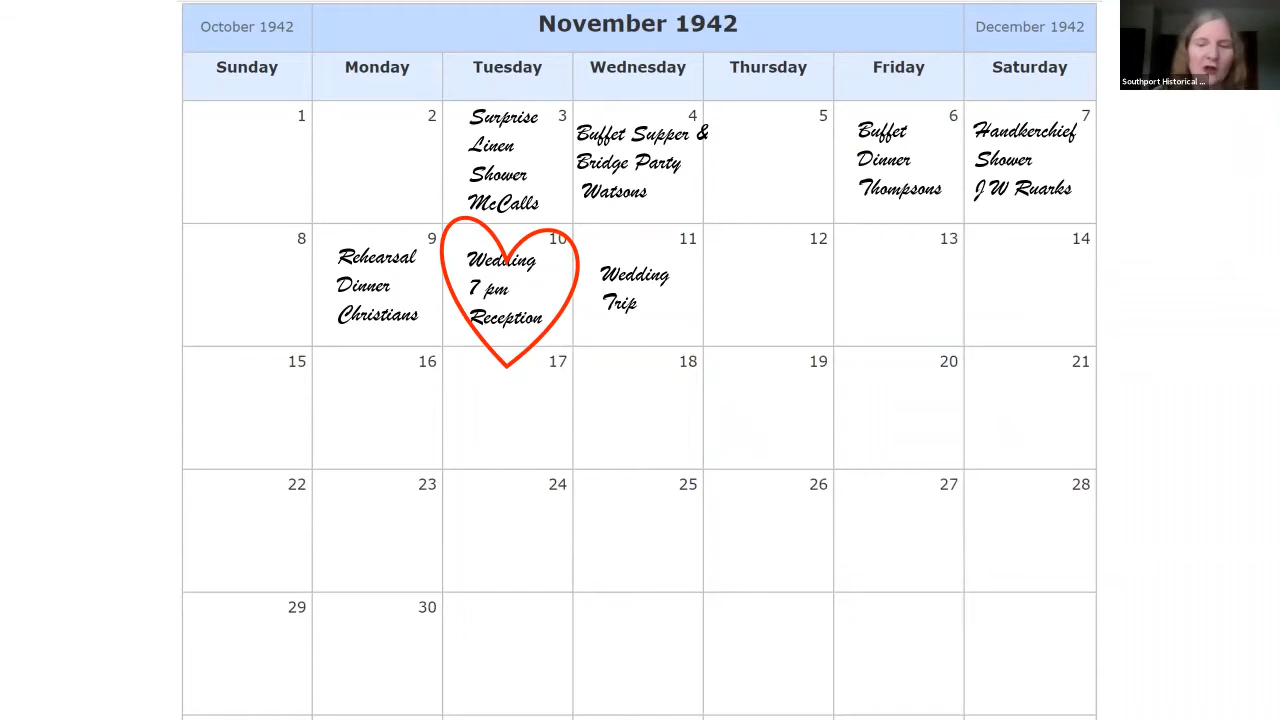 October 1942 November 1942 December 1942
Sunday Monday Tuesday Wednesday Thursday Friday Saturday
1 2 3 4 5 6 7
Surprise
Linen
Shower
McCalls
Buffet Supper &
Bridge Party
Watsons
Buffet
Dinner
Thompsons
Handkerchief
Shower
J W Ruarks
8 9 10 11 12 13 14
Rehearsal
Dinner
Christians
Wedding
7 pm
Reception
Wedding
Trip
15 16 17 18 19 20 21
22 23 24 25 26 27 28
29 30
Southport Historical ...